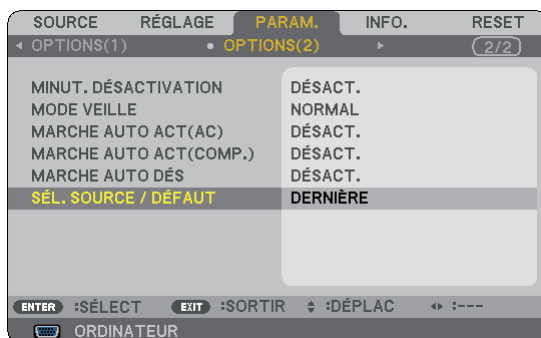 SOURCE RÉGLAGE PARAM. INFO. RESET
OPTIONS(1) OPTIONS(2) 2/2
MINUT. DÉSACTIVATION DÉSACT.
MODE VEILLE NORMAL
MARCHE AUTO ACT(AC) DÉSACT.
MARCHE AUTO ACT(COMP.) DÉSACT.
MARCHE AUTO DÉS DÉSACT.
SÉL. SOURCE / DÉFAUT DERNIÈRE
ENTER :SÉLECT EXIT :SORTIR :DÉPLAC :---
ORDINATEUR